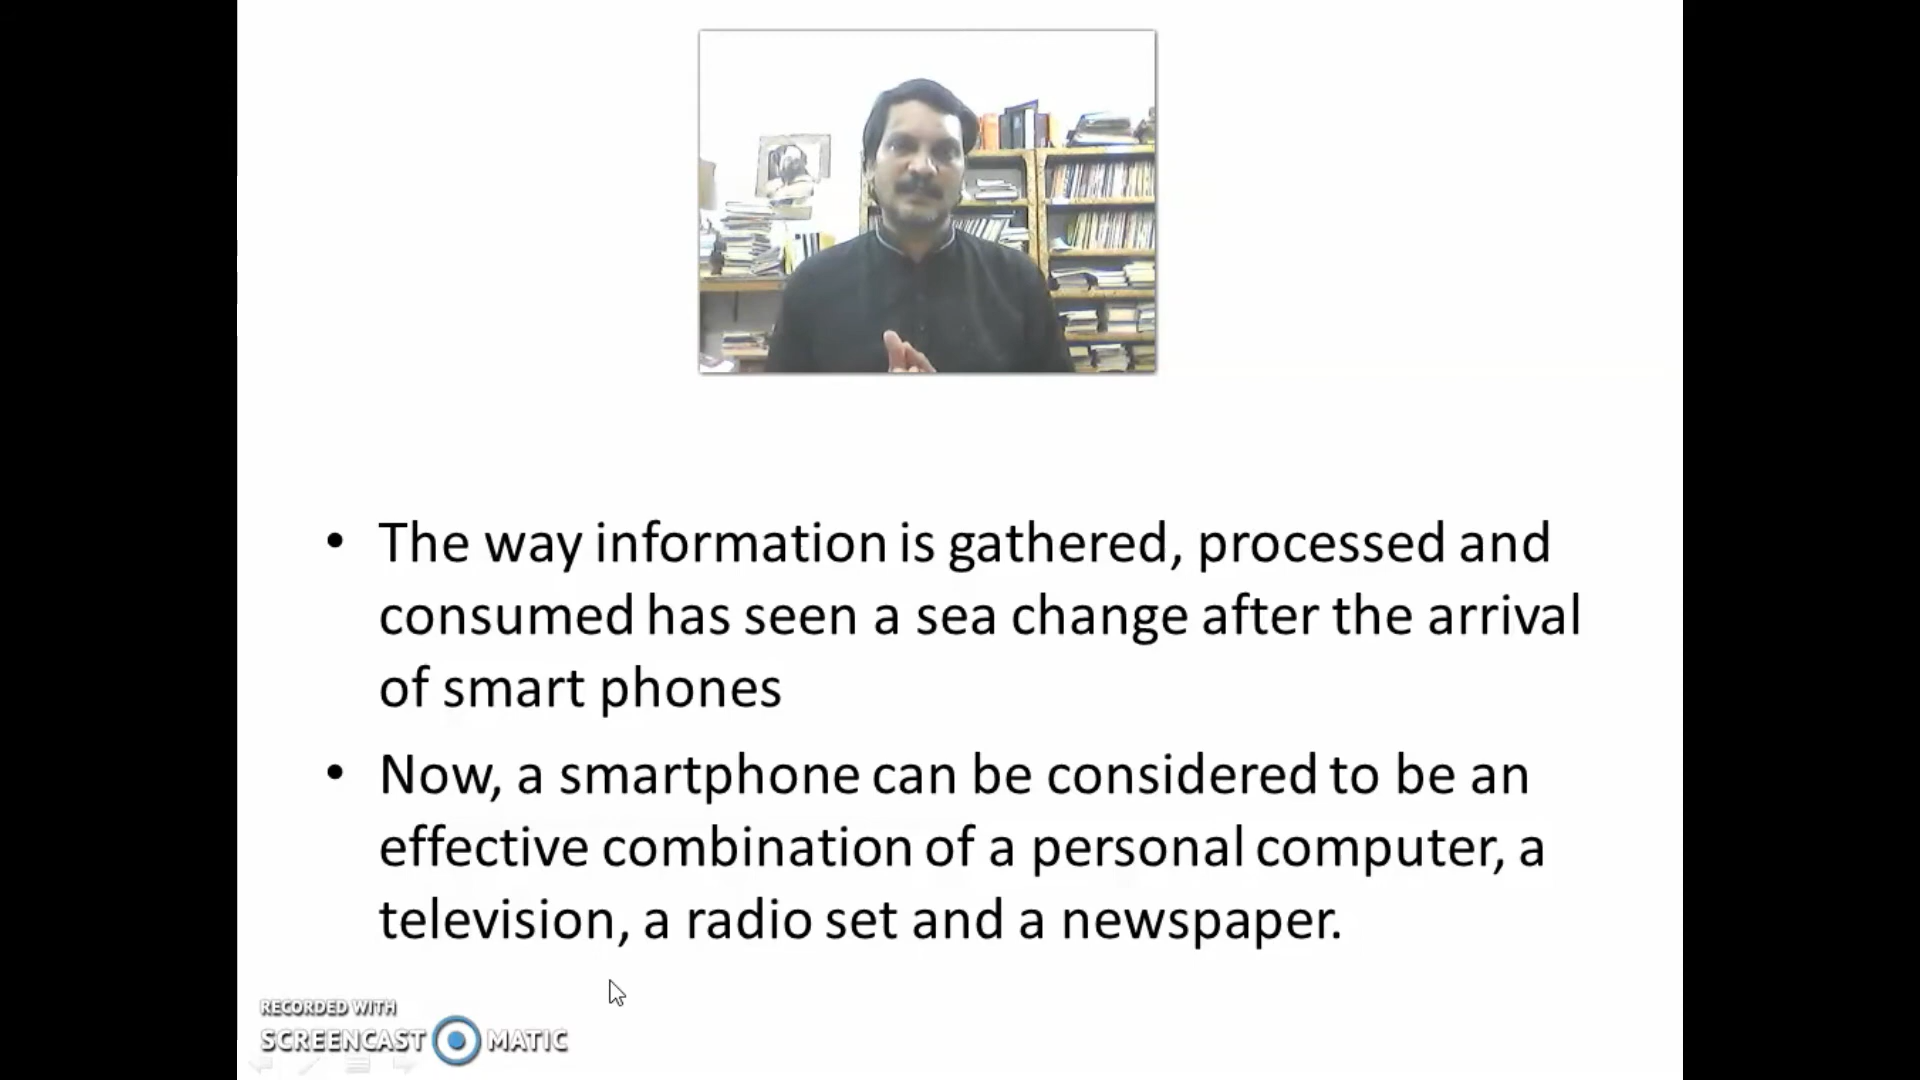 • The way information is gathered, processed and
consumed has seen a sea change after the arrival
of smart phones
• Now, a smartphone can be considered to be an
effective combination of a personal computer, a
television, a radio set and a newspaper.
RECORDED WITH
SCREENCAST MATIC